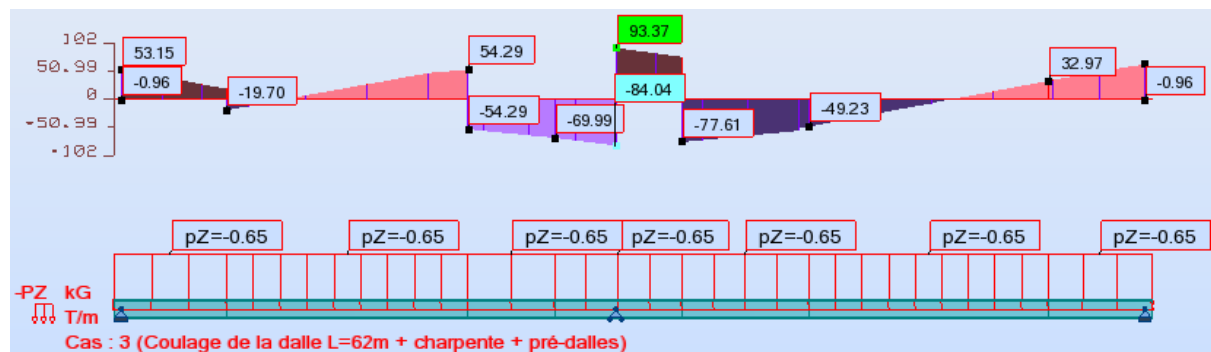 102
50.99
0
-50.99
-102
53.15
-0.96
-19.70
54.29
-54.29
-69.99
93.37
-84.04
-77.61
-49.23
32.97
-0.96
pZ=-0.65
pZ=-0.65
pZ=-0.65
pZ=-0.65
pZ=-0.65
pZ=-0.65
pZ=-0.65
-PZ kG
T/m
Cas : 3 (Coulage de la dalle L=62m + charpente + pré-dalles)